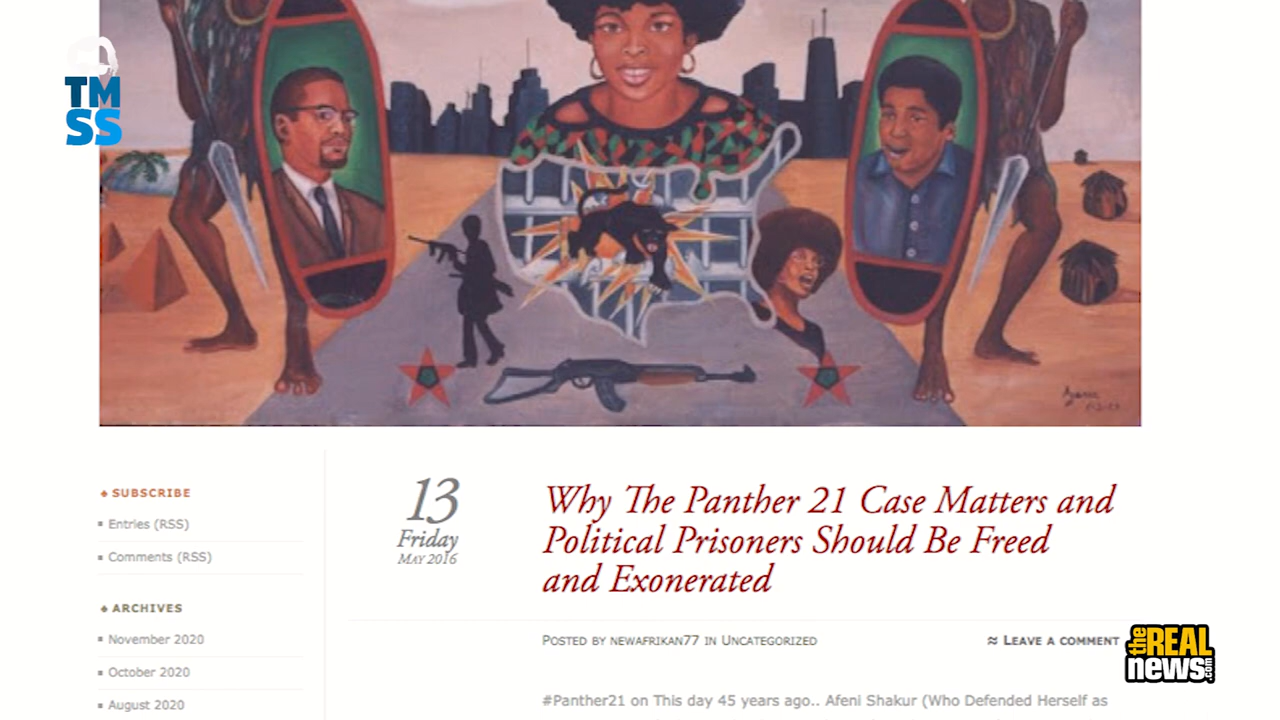 TM
SS
13
Friday
May 2016
Why The Panther 21 Case Matters and
Political Prisoners Should Be Freed
and Exonerated
SUBSCRIBE
Entries (RSS)
Comments (RSS)
ARCHIVES
November 2020
October 2020
August 2020
Posted by newafrikan77 in Uncategorized
≈ Leave a comment
#Panther21 on This day 45 years ago.. Afeni Shakur (Who Defended Herself as
the REAL
news.com